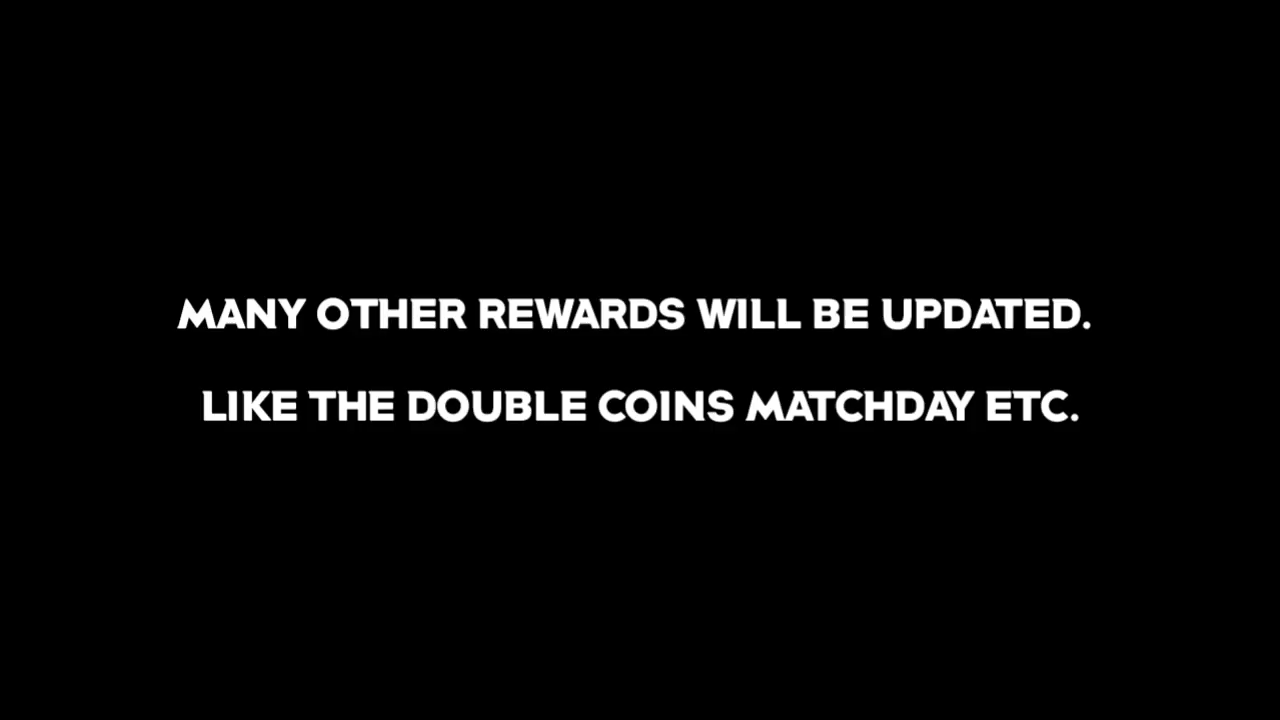 MANY OTHER REWARDS WILL BE UPDATED.
LIKE THE DOUBLE COINS MATCHDAY ETC.